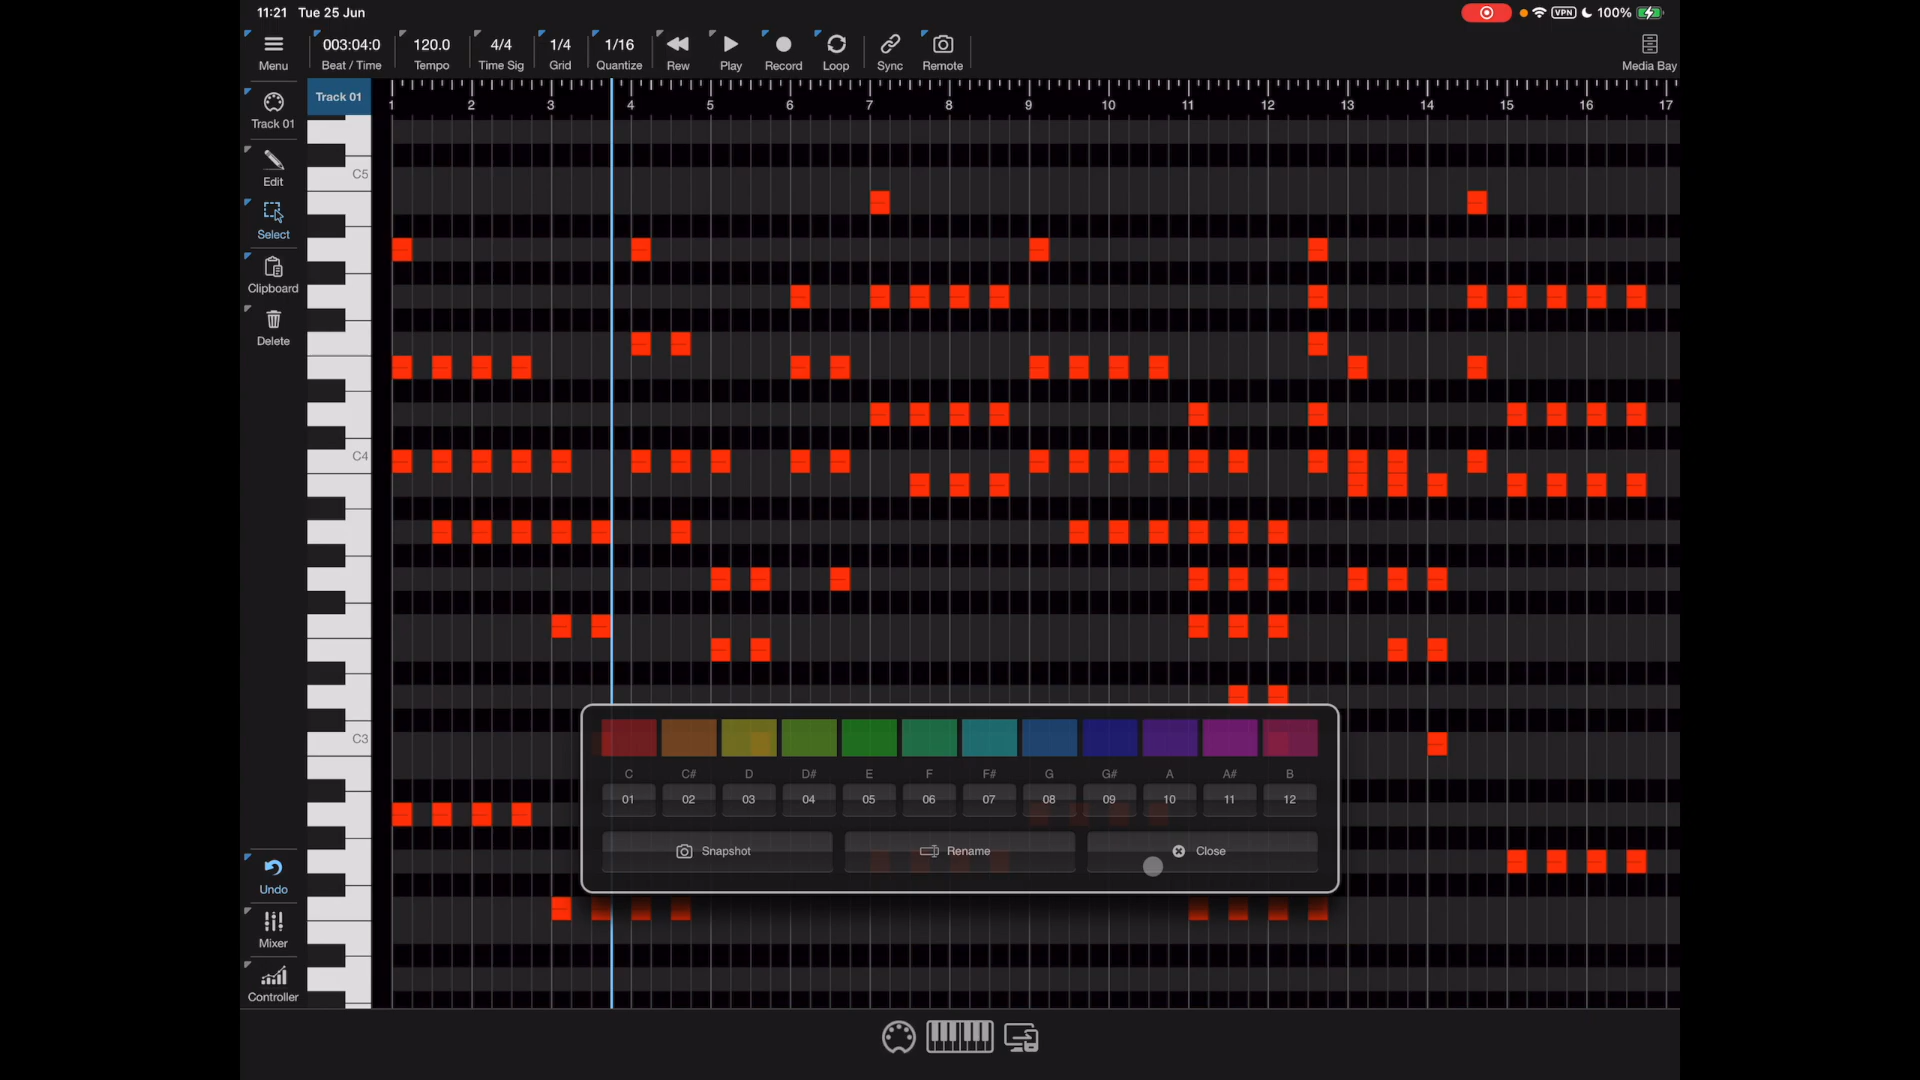 11:21 Tue 25 Jun
VPN 100%
003:04:0 120.0 4/4 1/4 1/16
Menu Beat / Time Tempo Time Sig Grid Quantize Rew Play Record Loop Sync Remote Media Bay
Track 01
1 2 3 4 5 6 7 8 9 10 11 12 13 14 15 16 17
Track 01
C5
Edit
Select
Clipboard
Delete
C4
C3
C C# D D# E F F# G G# A A# B
01 02 03 04 05 06 07 08 09 10 11 12
Snapshot Rename Close
Undo
Mixer
Controller